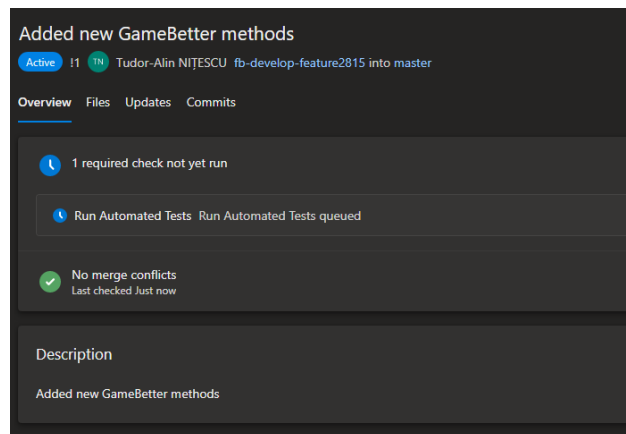 Added new GameBetter methods
Active !1 TN Tudor-Alin NIȚESCU fb-develop-feature2815 into master
Overview Files Updates Commits
1 required check not yet run
Run Automated Tests Run Automated Tests queued
No merge conflicts
Last checked Just now
Description
Added new GameBetter methods